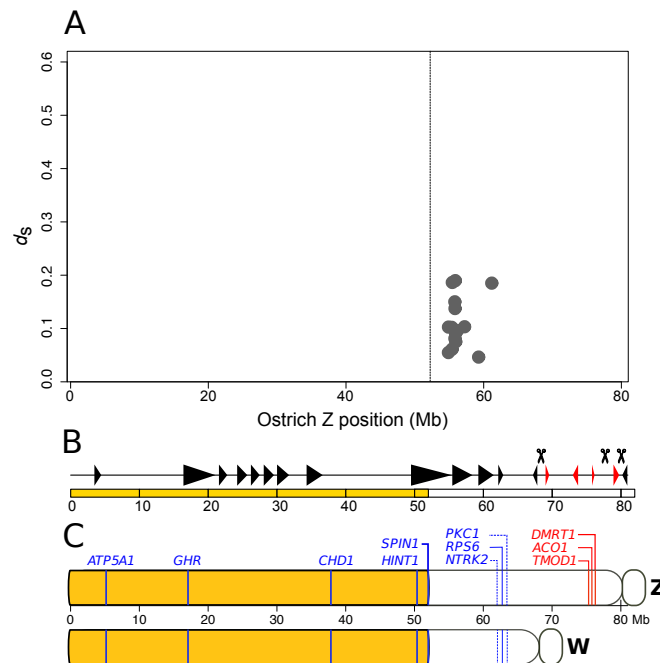 A
0.6
0.5
0.4
0.3
0.2
0.1
0.0
ds
0 20 40 60 80
Ostrich Z position (Mb)
B
0 10 20 30 40 50 60 70 80
C
ATP5A1 GHR CHD1 SPIN1 HINT1 PKC1 RPS6 NTRK2 DMRT1 ACO1 TMOD1
Z
0 10 20 30 40 50 60 70 80 Mb
W